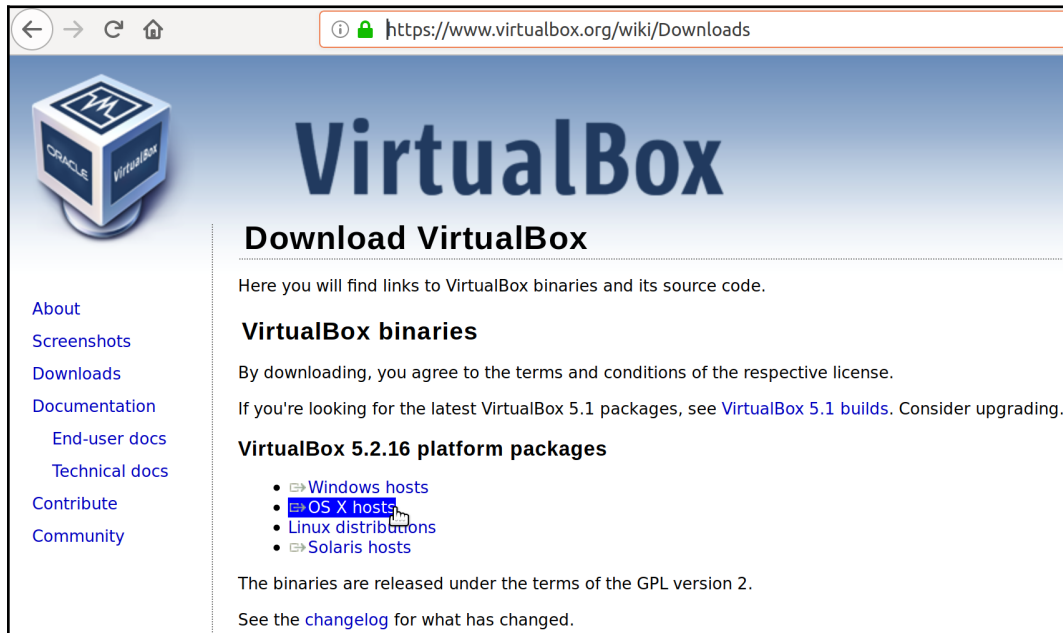 https://www.virtualbox.org/wiki/Downloads
ORACLE
VirtualBox
VirtualBox
Download VirtualBox
Here you will find links to VirtualBox binaries and its source code.
About
VirtualBox binaries
Screenshots
Downloads
By downloading, you agree to the terms and conditions of the respective license.
Documentation
If you're looking for the latest VirtualBox 5.1 packages, see VirtualBox 5.1 builds. Consider upgrading.
End-user docs
VirtualBox 5.2.16 platform packages
Technical docs
Windows hosts
Contribute
OS X hosts
Linux distributions
Community
Solaris hosts
The binaries are released under the terms of the GPL version 2.
See the changelog for what has changed.